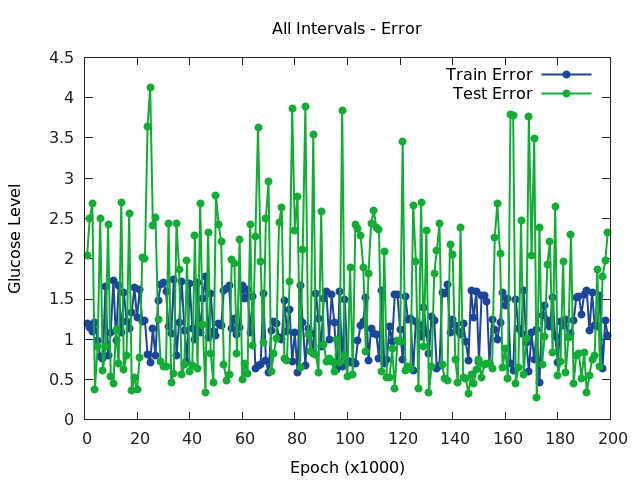 All Intervals - Error
Train Error
Test Error
4.5
4
3.5
3
2.5
2
1.5
1
0.5
0
Glucose Level
0 20 40 60 80 100 120 140 160 180 200
Epoch (x1000)